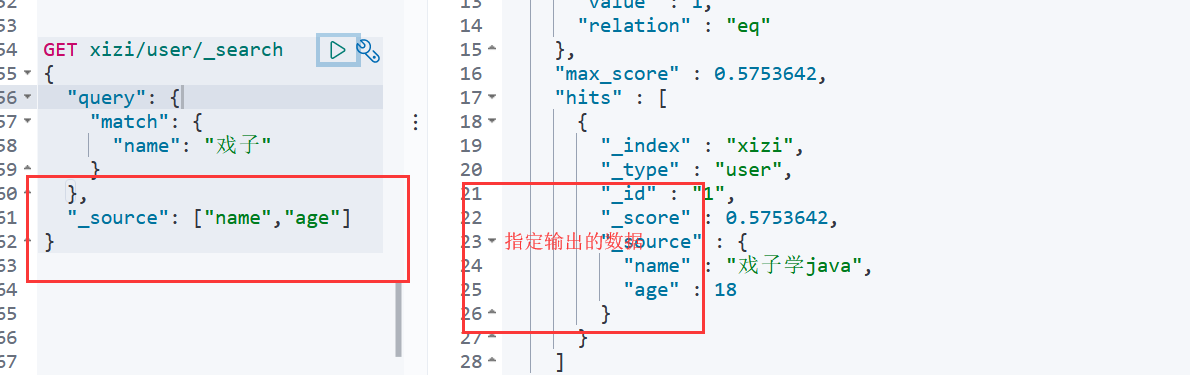 52
53
54 GET xizi/user/_search
55 {
56 "query": {
57 "match": {
58 "name": "戏子"
59 }
60 },
61 "_source": ["name","age"]
62 }
63
64
65
66
67
13 "value" : 1,
14 "relation" : "eq"
15 },
16 "max_score" : 0.5753642,
17 "hits" : [
18 {
19 "_index" : "xizi",
20 "_type" : "user",
21 "_id" : "1",
22 "_score" : 0.5753642,
23 "_source" : {
指定输出的数据
24 "name" : "戏子学java",
25 "age" : 18
26 }
27 }
28 ]